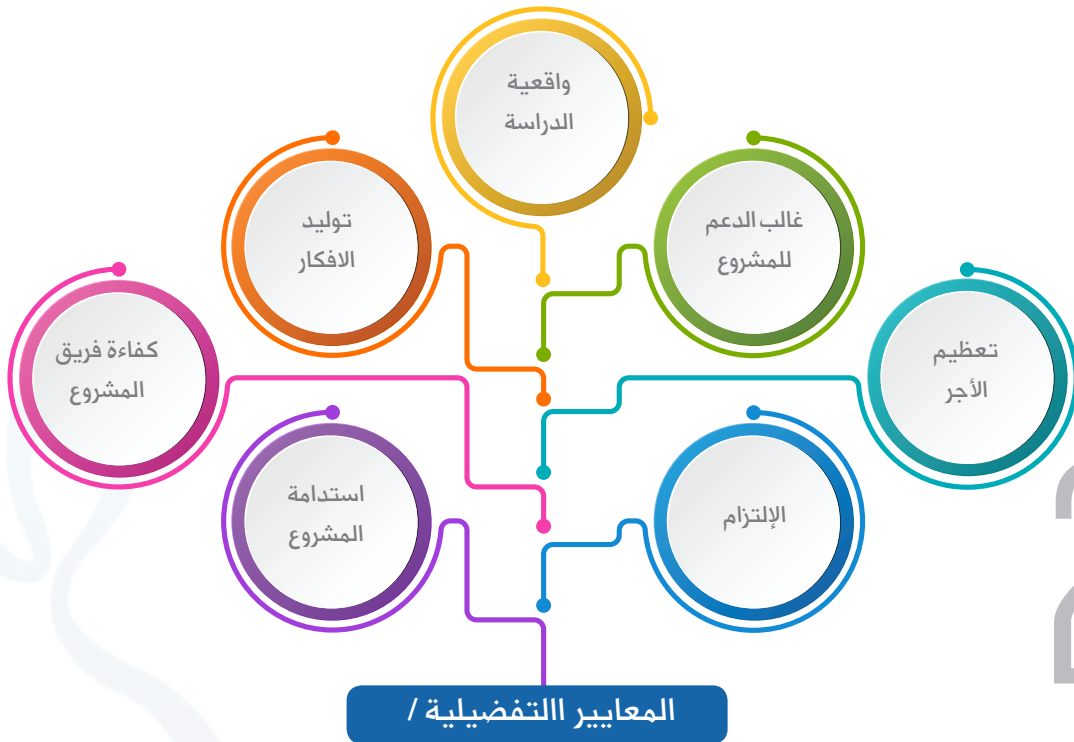 واقعية
الدراسة
غالب الدعم
للمشروع
توليد
الافكار
تعظيم
الأجر
كفاءة فريق
المشروع
الإلتزام
استدامة
المشروع
المعايير االتفضيلية /